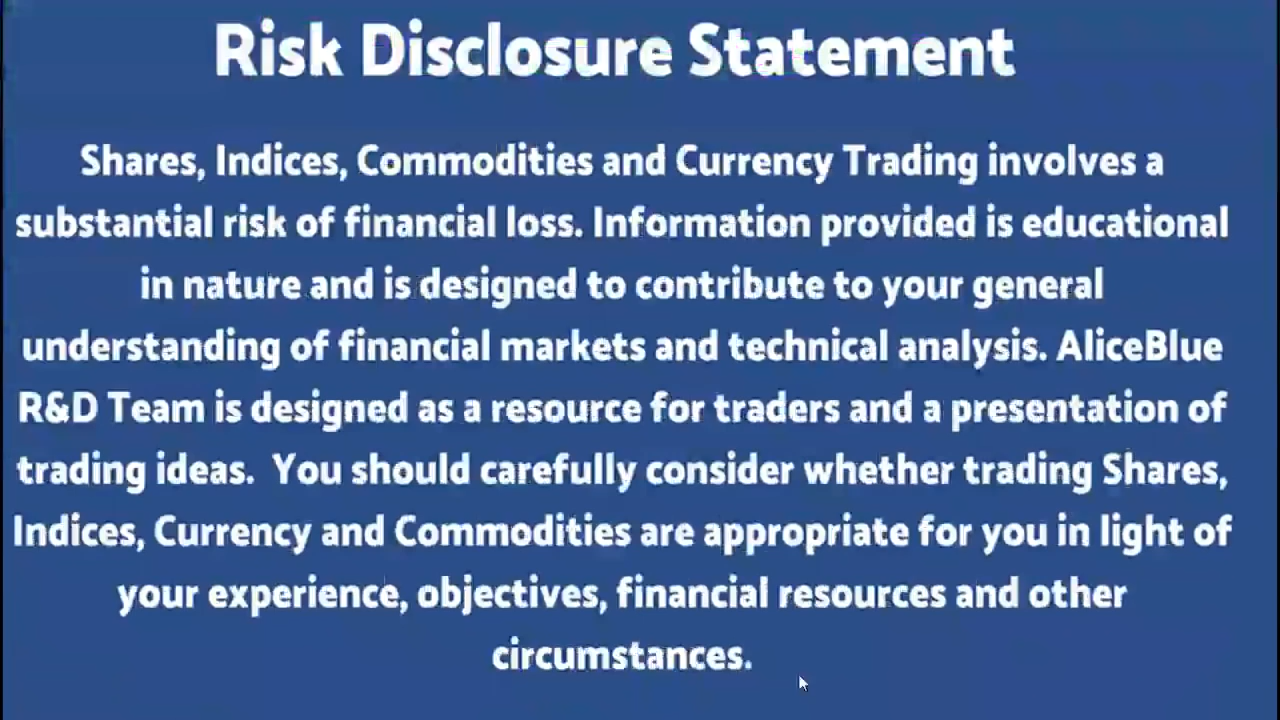 Risk Disclosure Statement
Shares, Indices, Commodities and Currency Trading involves a
substantial risk of financial loss. Information provided is educational
in nature and is designed to contribute to your general
understanding of financial markets and technical analysis. AliceBlue
R&D Team is designed as a resource for traders and a presentation of
trading ideas.  You should carefully consider whether trading Shares,
Indices, Currency and Commodities are appropriate for you in light of
your experience, objectives, financial resources and other
circumstances.